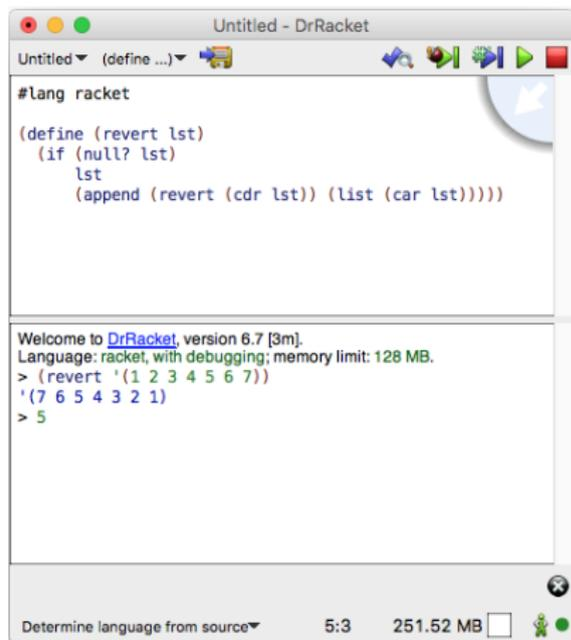 Untitled - DrRacket
Untitled (define ...)
#lang racket
(define (revert lst)
(if (null? lst)
lst
(append (revert (cdr lst)) (list (car lst)))))
Welcome to DrRacket, version 6.7 [3m].
Language: racket, with debugging; memory limit: 128 MB.
> (revert '(1 2 3 4 5 6 7))
'(7 6 5 4 3 2 1)
> 5
Determine language from source 5:3 251.52 MB